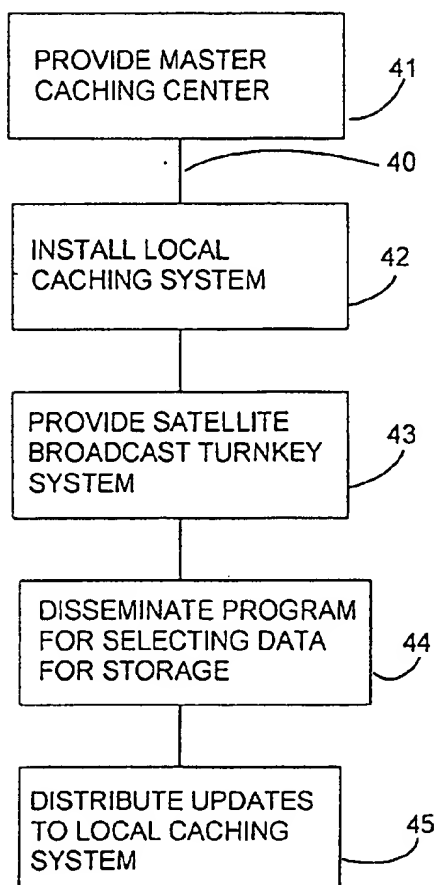 PROVIDE MASTER
CACHING CENTER
41
40
INSTALL LOCAL
CACHING SYSTEM
42
PROVIDE SATELLITE
BROADCAST TURNKEY
SYSTEM
43
DISSEMINATE PROGRAM
FOR SELECTING DATA
FOR STORAGE
44
DISTRIBUTE UPDATES
TO LOCAL CACHING
SYSTEM
45